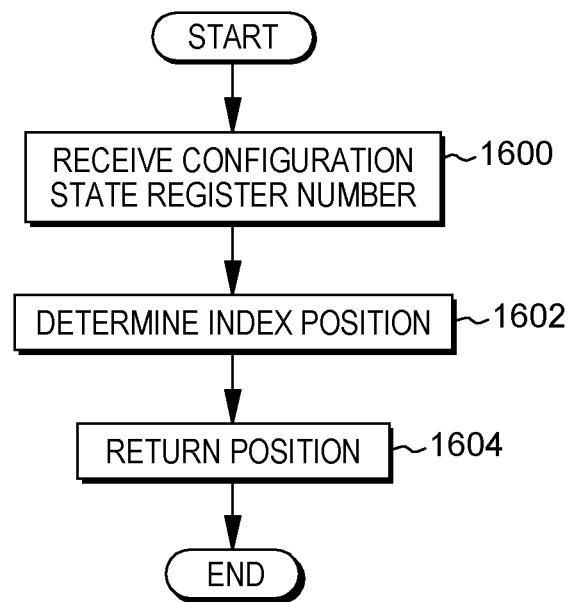 START
RECEIVE CONFIGURATION
STATE REGISTER NUMBER
1600
DETERMINE INDEX POSITION
1602
RETURN POSITION
1604
END